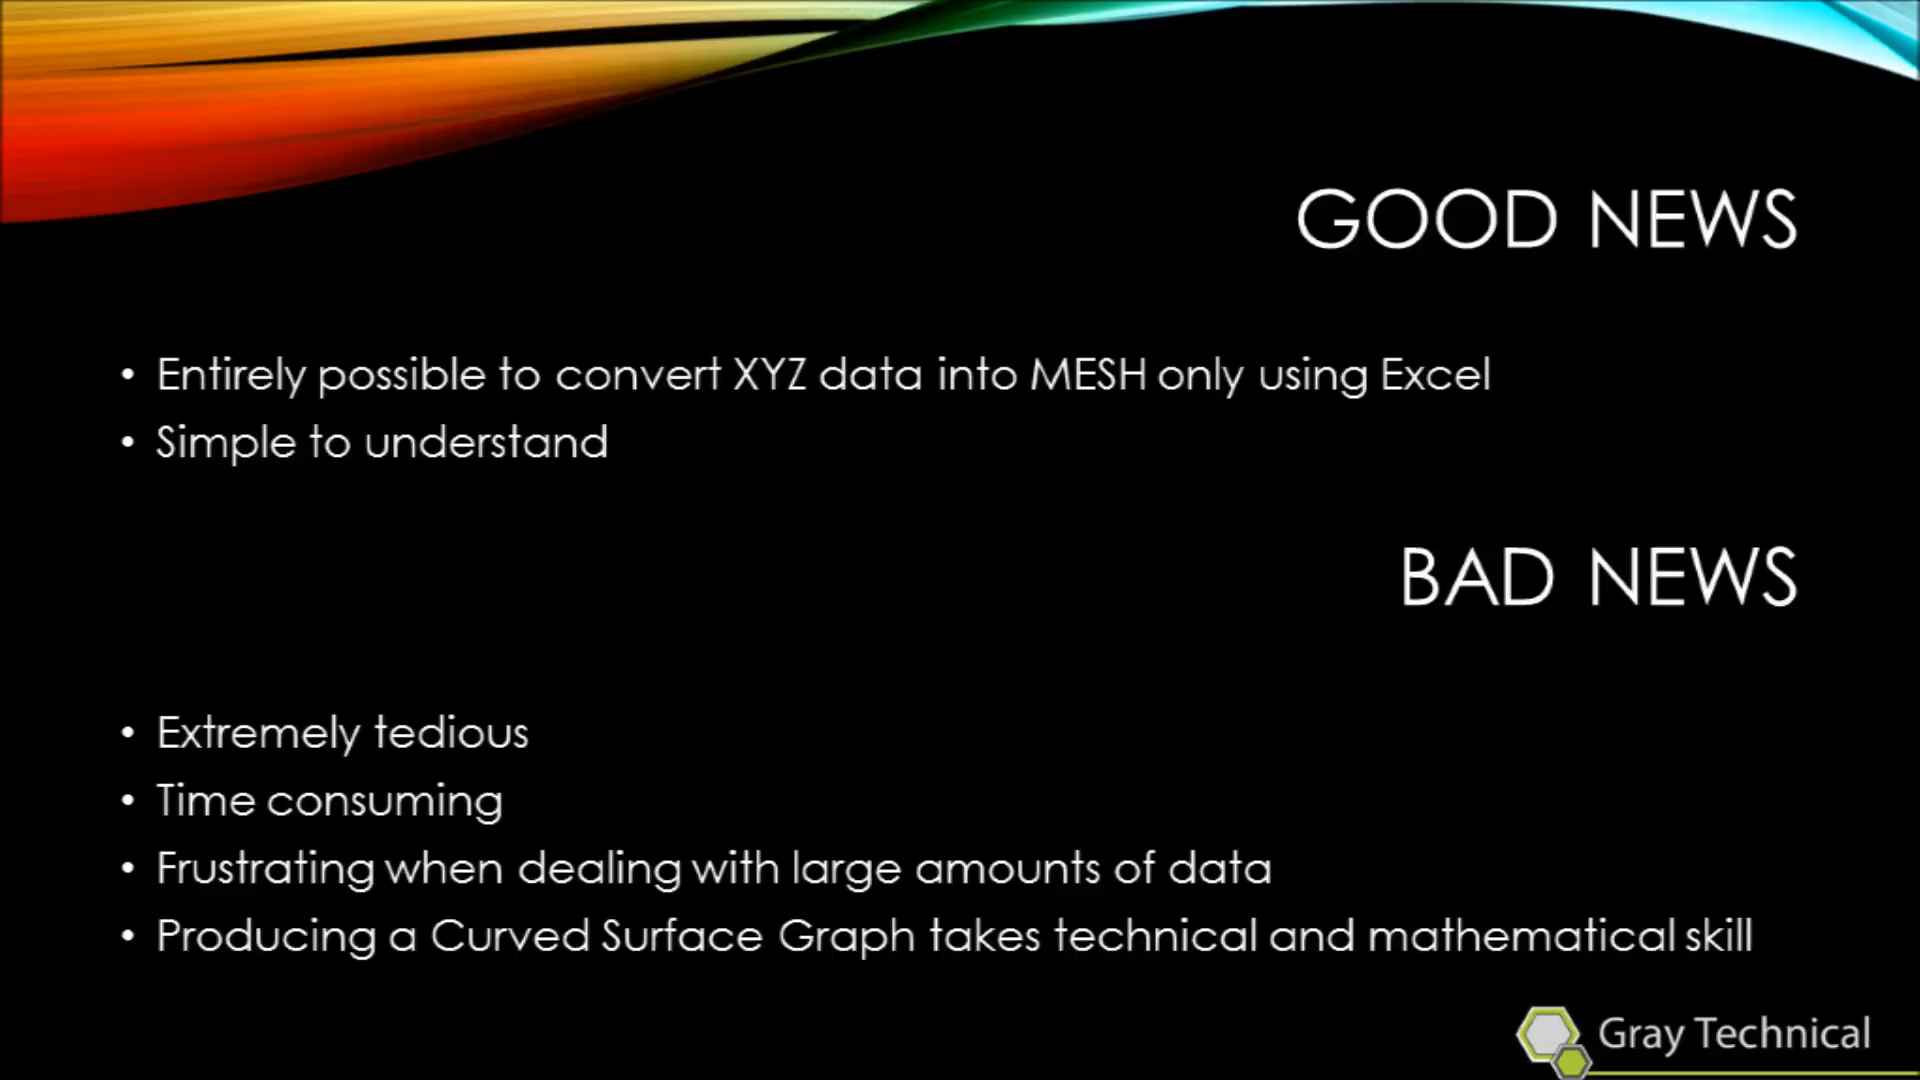 GOOD NEWS
• Entirely possible to convert XYZ data into MESH only using Excel
• Simple to understand
BAD NEWS
• Extremely tedious
• Time consuming
• Frustrating when dealing with large amounts of data
• Producing a Curved Surface Graph takes technical and mathematical skill
Gray Technical